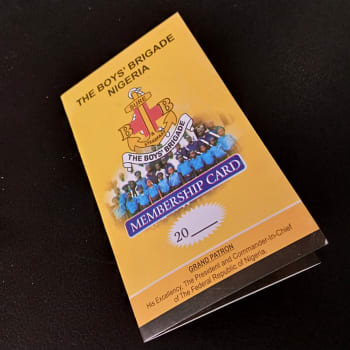 THE BOYS' BRIGADE
NIGERIA
SURE
B B
STEDFAST
THE BOYS' BRIGADE
MEMBERSHIP CARD
20 ____
GRAND PATRON
His Excellency, The President and Commander-In-Chief
of The Federal Republic of Nigeria.